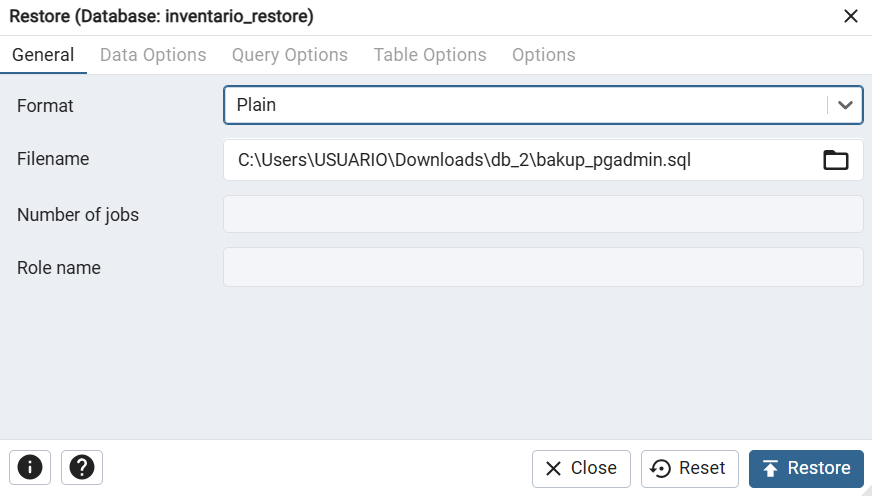 Restore (Database: inventario_restore)
General Data Options Query Options Table Options Options
Format Plain
Filename C:\Users\USUARIO\Downloads\db_2\bakup_pgadmin.sql
Number of jobs
Role name
Close Reset Restore